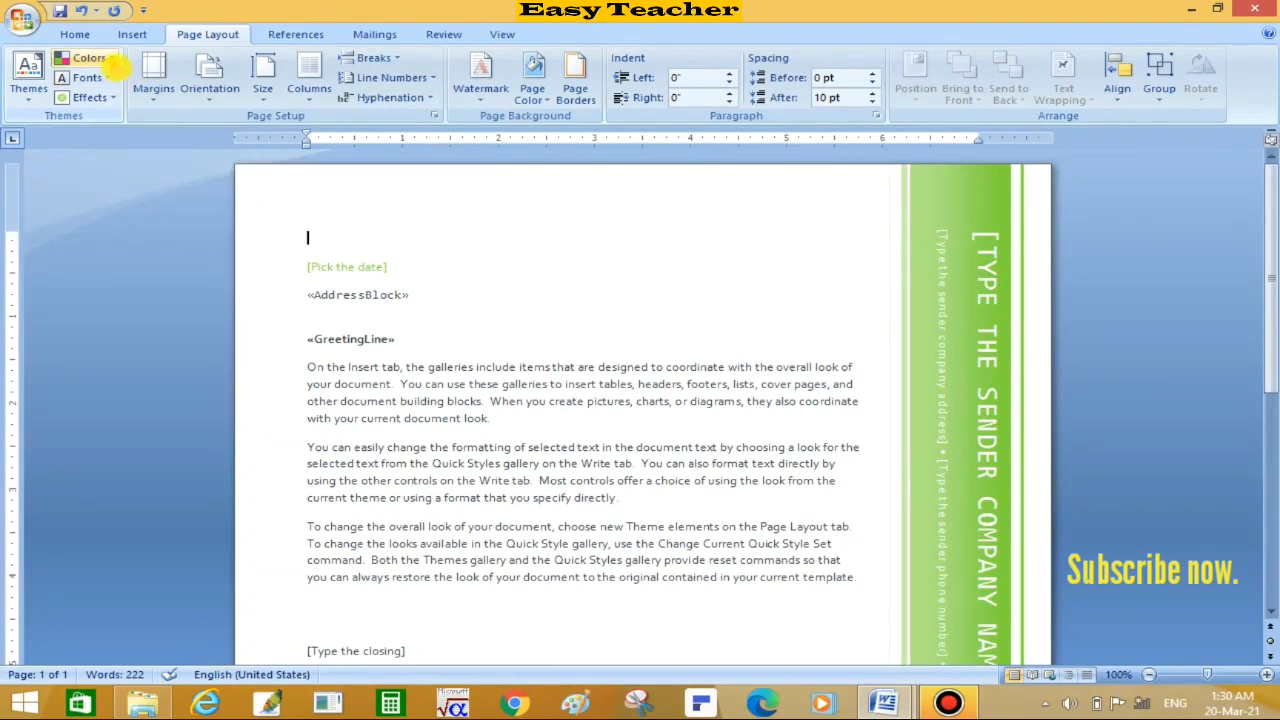 Easy Teacher
Home Insert Page Layout References Mailings Review View
Colors
Fonts
Effects
Themes
Themes
Margins Orientation Size Columns
Breaks
Line Numbers
Hyphenation
Page Setup
Watermark Page Color Page Borders
Page Background
Indent
Left: 0"
Right: 0"
Spacing
Before: 0 pt
After: 10 pt
Paragraph
Position Bring to Front Send to Back Text Wrapping Align Group Rotate
Arrange
1 2 3 4 5 6
[Pick the date]
«AddressBlock»
«GreetingLine»
On the Insert tab, the galleries include items that are designed to coordinate with the overall look of
your document. You can use these galleries to insert tables, headers, footers, lists, cover pages, and
other document building blocks. When you create pictures, charts, or diagrams, they also coordinate
with your current document look.
You can easily change the formatting of selected text in the document text by choosing a look for the
selected text from the Quick Styles gallery on the Write tab. You can also format text directly by
using the other controls on the Write tab. Most controls offer a choice of using the look from the
current theme or using a format that you specify directly.
To change the overall look of your document, choose new Theme elements on the Page Layout tab.
To change the looks available in the Quick Style gallery, use the Change Current Quick Style Set
command. Both the Themes gallery and the Quick Styles gallery provide reset commands so that
you can always restore the look of your document to the original contained in your current template
[Type the closing]
[TYPE THE SENDER COMPANY NAM
[Type the sender company address] • [Type the sender phone number] •
Subscribe now.
Page: 1 of 1 Words: 222 English (United States) 100%
Microsoft
ENG
1:30 AM
20-Mar-21